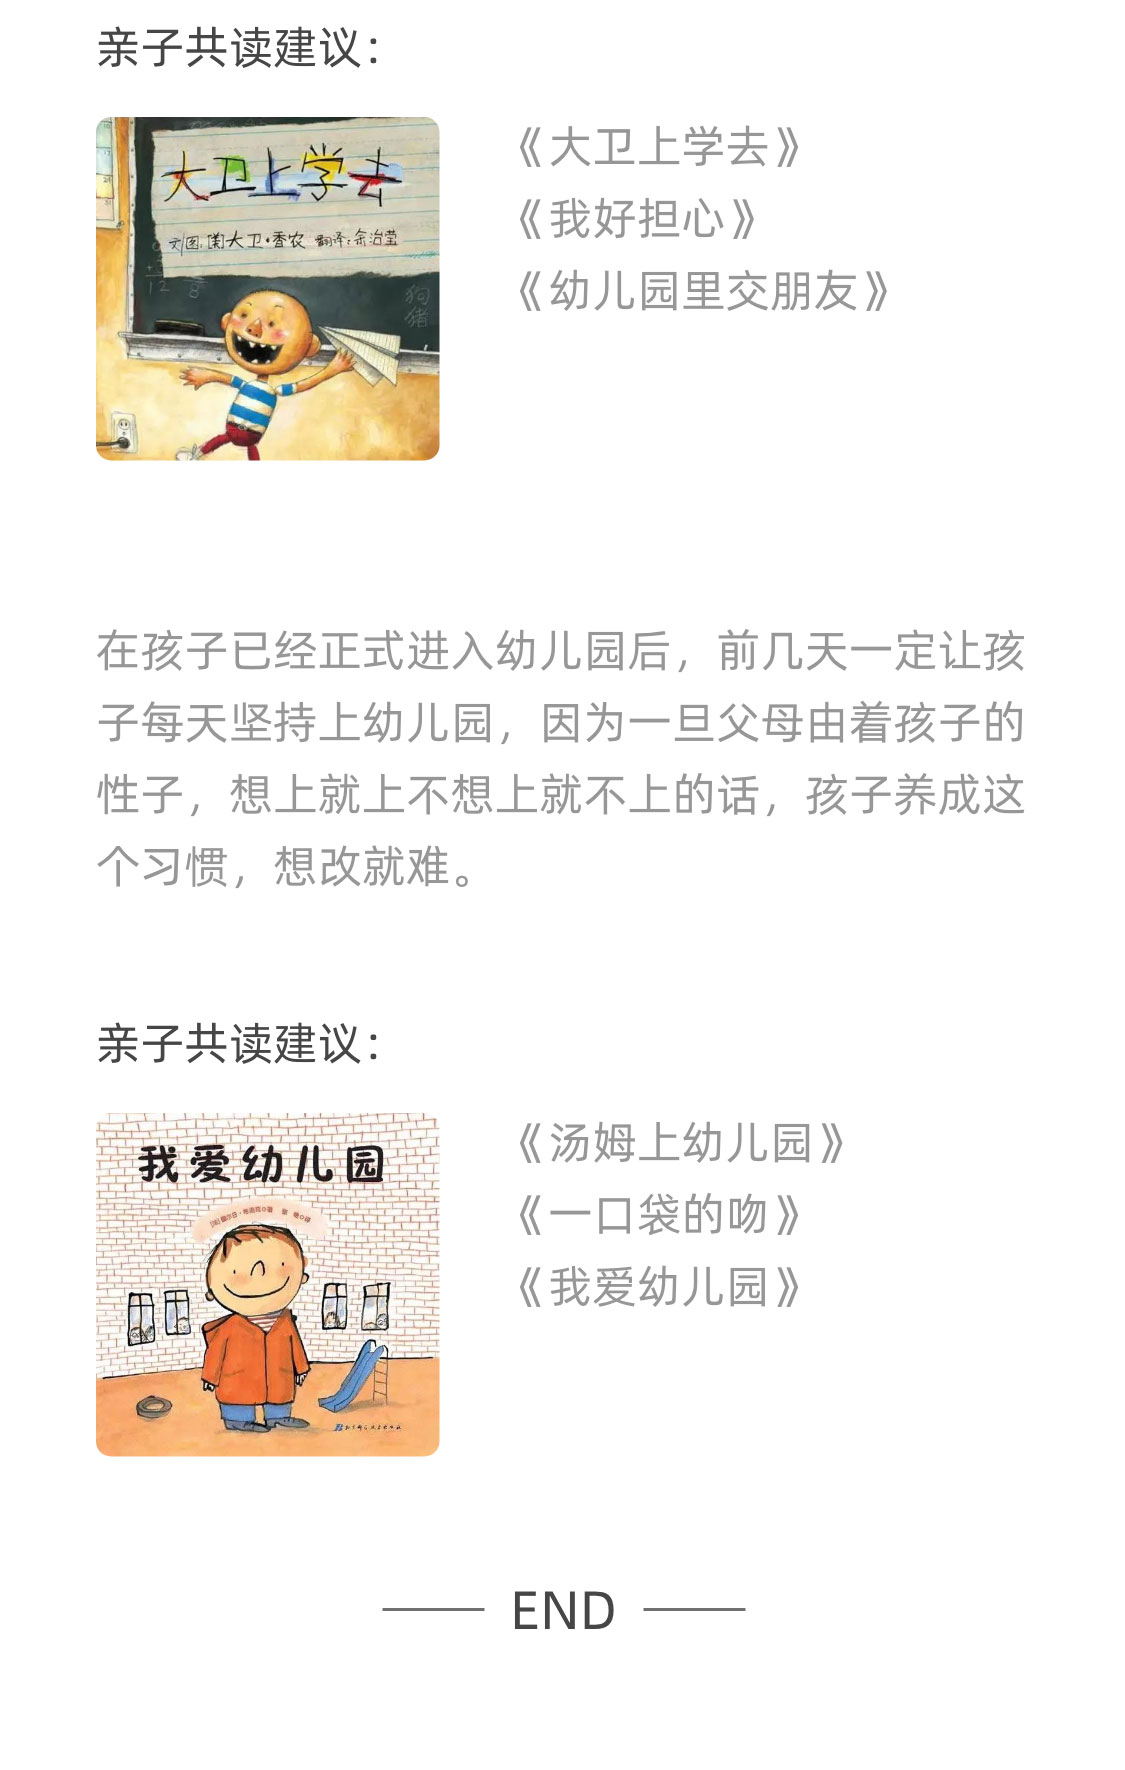 亲子共读建议：
大卫上学去
文/图：[美]大卫·香农 翻译：余治莹
狗
猪
12
8
《大卫上学去》
《我好担心》
《幼儿园里交朋友》
在孩子已经正式进入幼儿园后，前几天一定让孩
子每天坚持上幼儿园，因为一旦父母由着孩子的
性子，想上就上不想上就不上的话，孩子养成这
个习惯，想改就难。
亲子共读建议：
我爱幼儿园
《汤姆上幼儿园》
《一口袋的吻》
《我爱幼儿园》
END